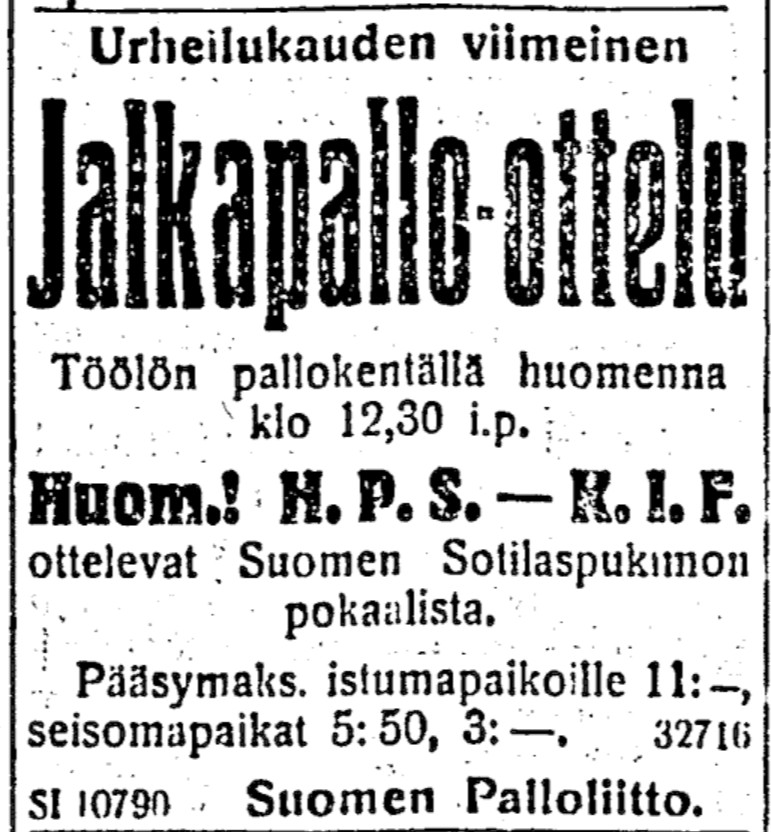 Urheilukauden viimeinen
Jalkapallo-ottelu
Töölön pallokentällä huomenna
klo 12,30 i.p.
Huom.! H. P. S. — K. I. F.
ottelevat Suomen Sotilaspukimon
pokaalista.
Pääsymaks. istumapaikoille 11: —,
seisomapaikat 5: 50, 3: —. 32716
SI 10790 Suomen Palloliitto.